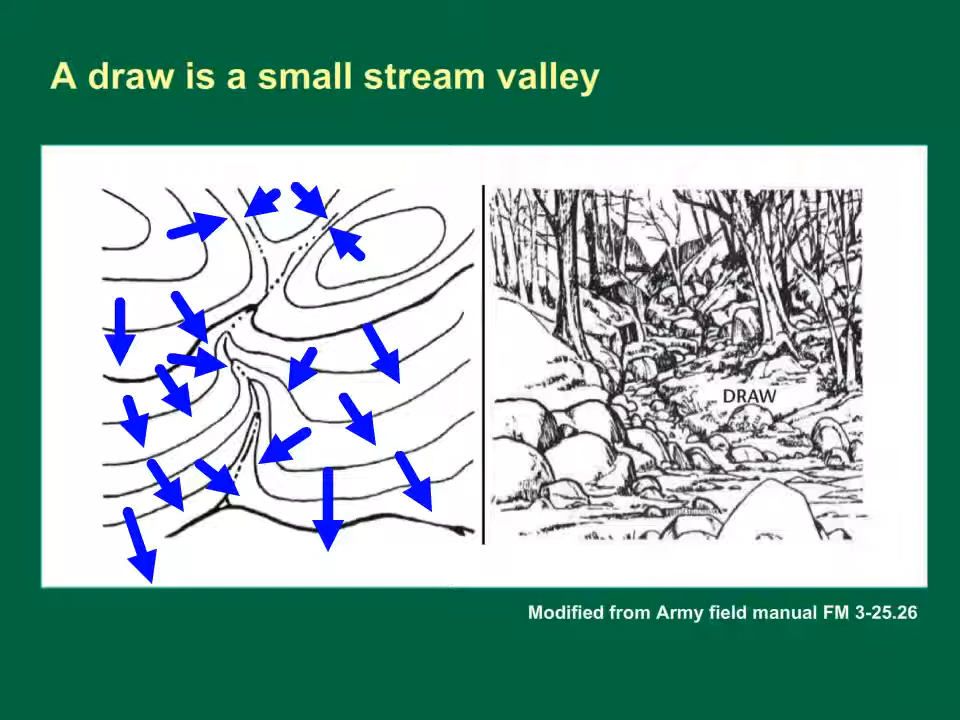 A draw is a small stream valley
DRAW
Modified from Army field manual FM 3-25.26